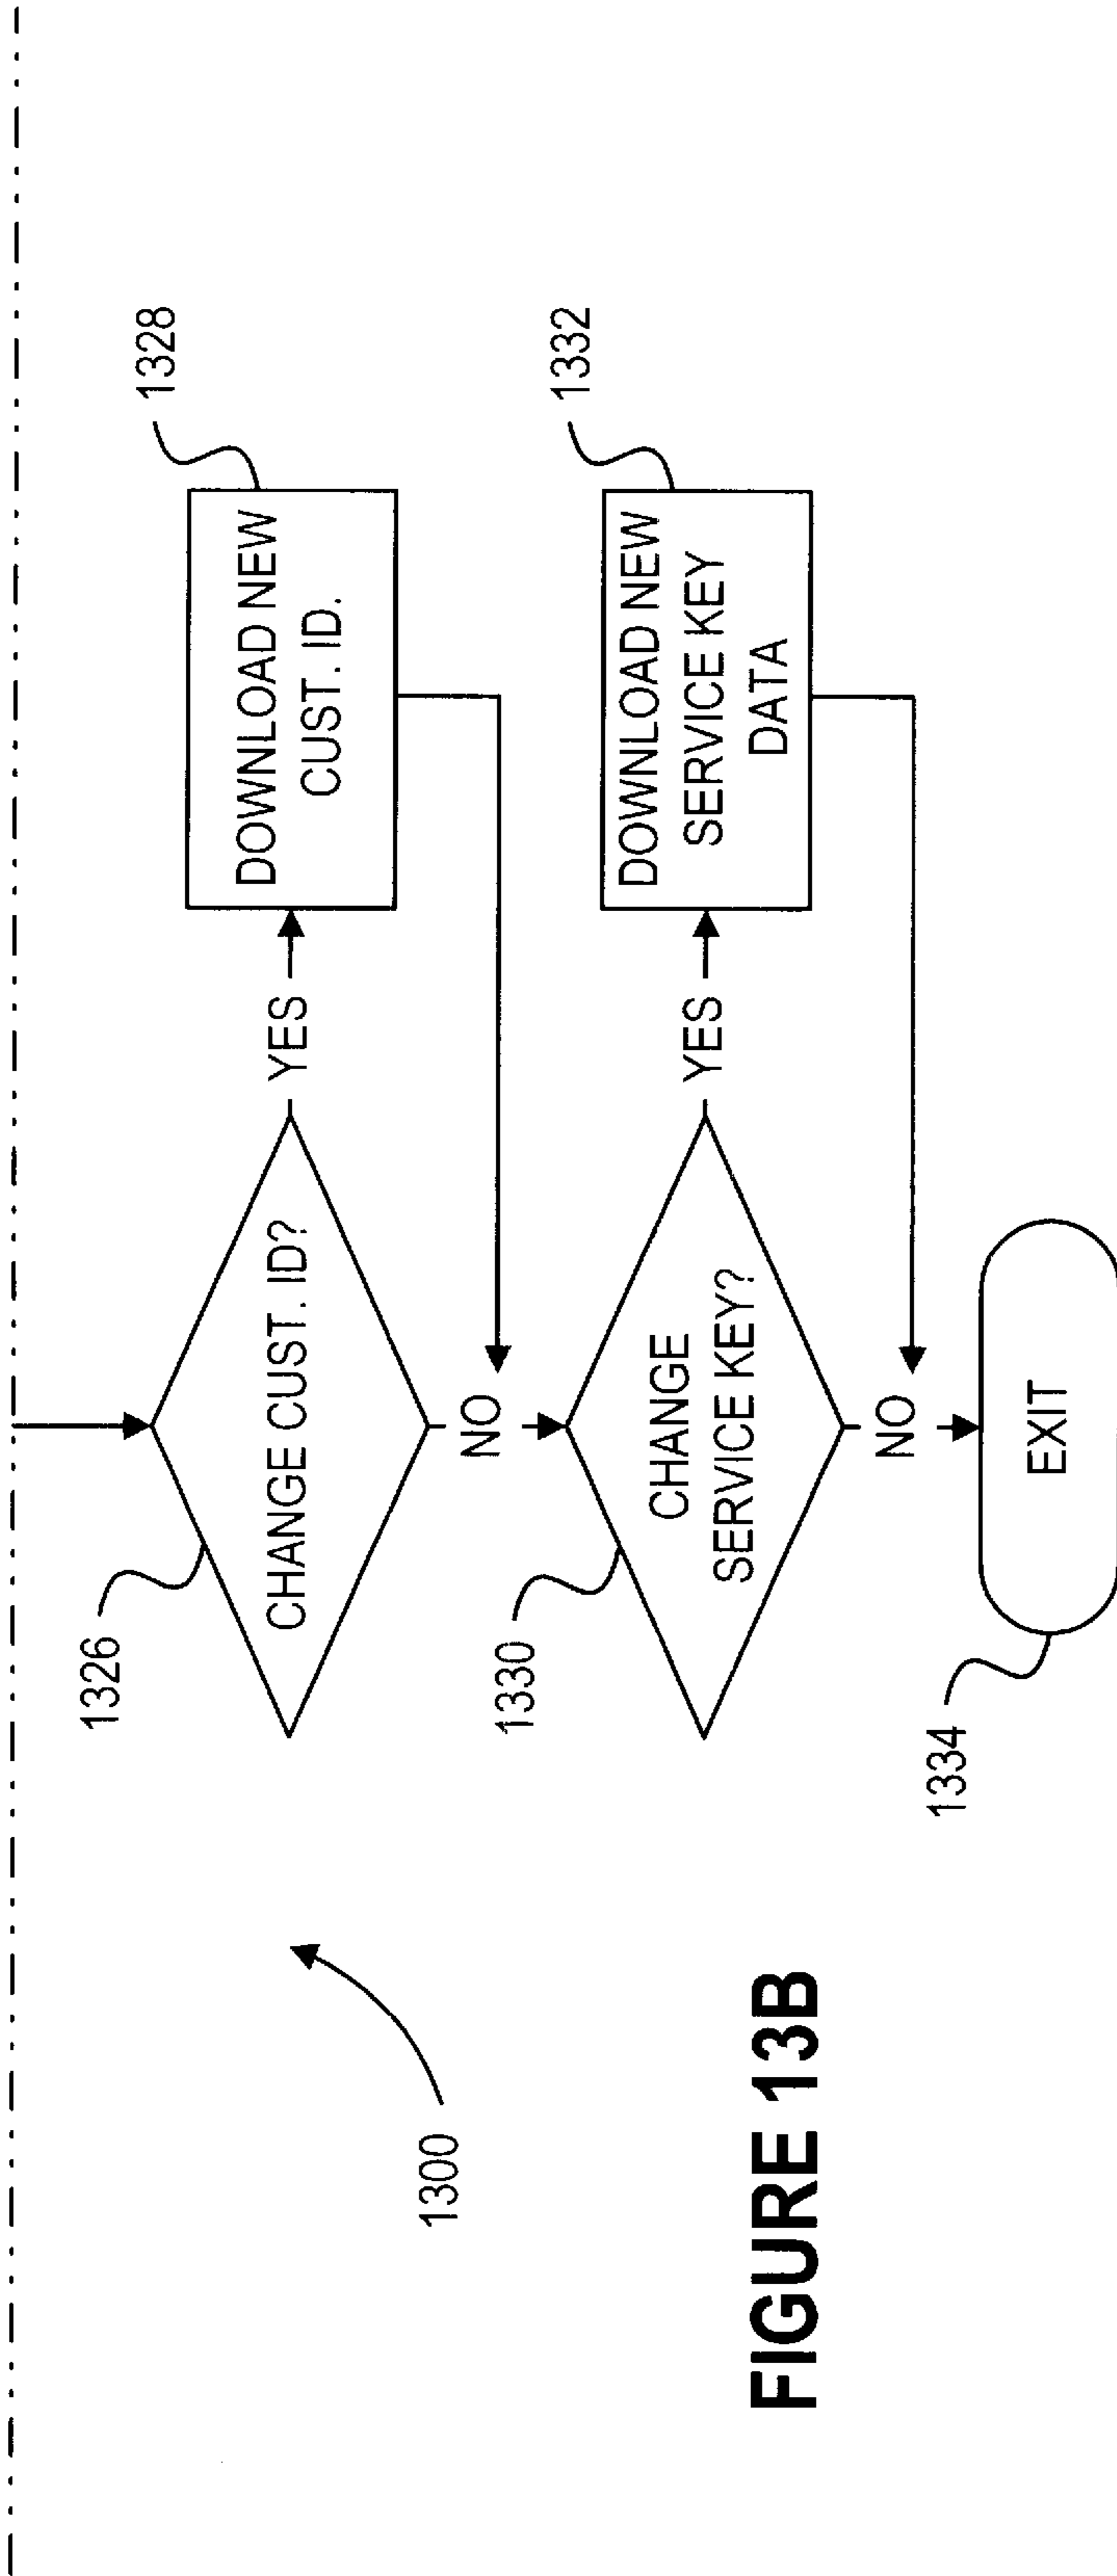 1326
CHANGE CUST. ID?
YES
1328
DOWNLOAD NEW
CUST. ID.
NO
1330
CHANGE
SERVICE KEY?
YES
1332
DOWNLOAD NEW
SERVICE KEY
DATA
NO
1334
EXIT
1300
FIGURE 13B